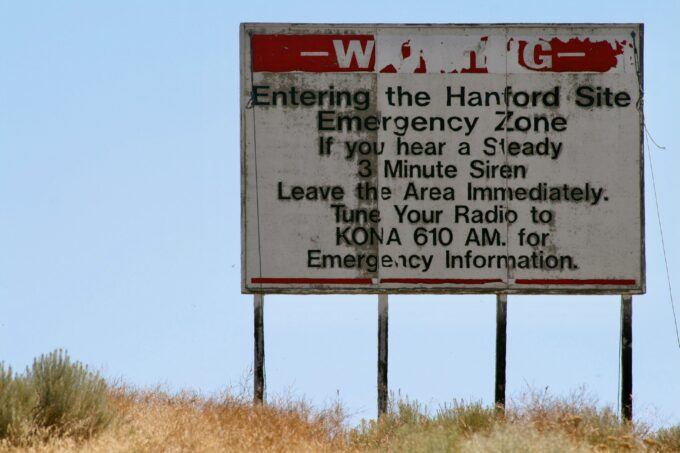 —WARNING—
Entering the Hanford Site
Emergency Zone
If you hear a Steady
3 Minute Siren
Leave the Area Immediately.
Tune Your Radio to
KONA 610 AM. for
Emergency Information.